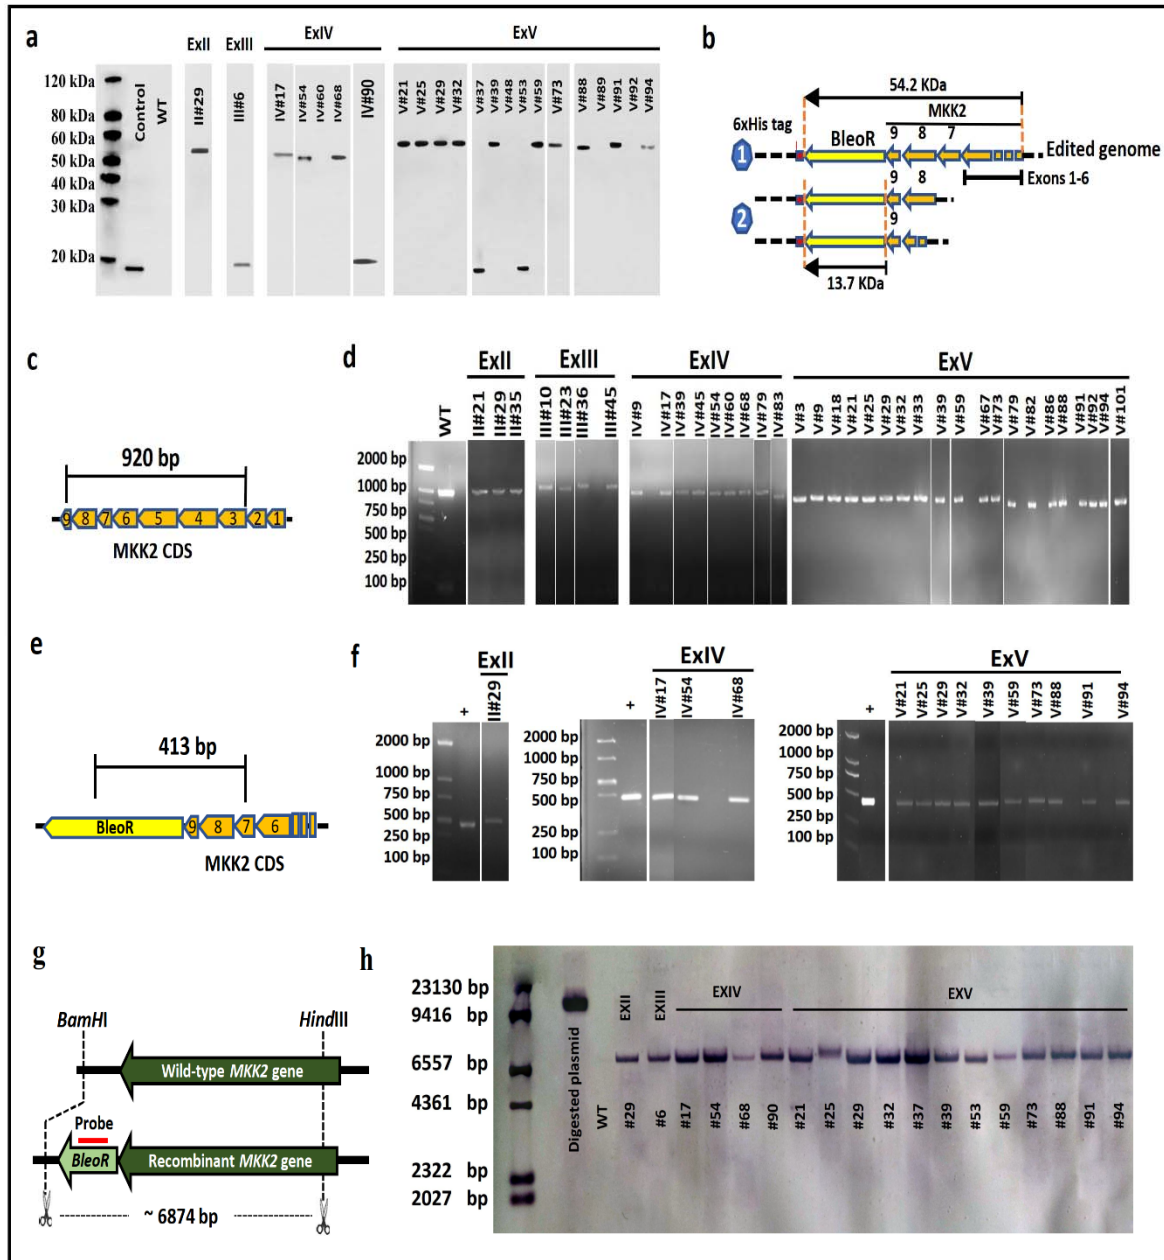 a
ExII
ExIII
ExIV
ExV
120 kDa
80 kDa
60 kDa
50 kDa
40 kDa
30 kDa
20 kDa
Control
WT
II#29
III#6
IV#17
IV#54
IV#60
IV#68
IV#90
V#21
V#25
V#29
V#32
V#37
V#39
V#48
V#53
V#59
V#73
V#88
V#89
V#91
V#92
V#94
b
54.2 KDa
MKK2
6xHis tag
BleoR
9 8 7
1
Edited genome
Exons 1-6
9 8
2
9
13.7 KDa
c
920 bp
9 8 7 6 5 4 3 2 1
MKK2 CDS
d
ExII
ExIII
ExIV
ExV
WT
II#21
II#29
II#35
III#10
III#23
III#36
III#45
IV#9
IV#17
IV#39
IV#45
IV#54
IV#60
IV#68
IV#79
IV#83
V#3
V#9
V#18
V#21
V#25
V#29
V#32
V#33
V#39
V#59
V#67
V#73
V#79
V#82
V#86
V#88
V#91
V#92
V#94
V#101
2000 bp
1000 bp
750 bp
500 bp
250 bp
100 bp
e
413 bp
BleoR
9 8 7 6
MKK2 CDS
f
ExII
+
II#29
2000 bp
1000 bp
750 bp
500 bp
250 bp
100 bp
ExIV
+
IV#17
IV#54
IV#68
2000 bp
1000 bp
750 bp
500 bp
250 bp
100 bp
ExV
+
V#21
V#25
V#29
V#32
V#39
V#59
V#73
V#88
V#91
V#94
2000 bp
1000 bp
750 bp
500 bp
250 bp
100 bp
g
BamHI
HindIII
Wild-type MKK2 gene
Probe
BleoR
Recombinant MKK2 gene
~ 6874 bp
h
23130 bp
9416 bp
6557 bp
4361 bp
2322 bp
2027 bp
Digested plasmid
WT
EXII
EXIII
EXIV
EXV
#29
#6
#17
#54
#68
#90
#21
#25
#29
#32
#37
#39
#53
#59
#73
#88
#91
#94